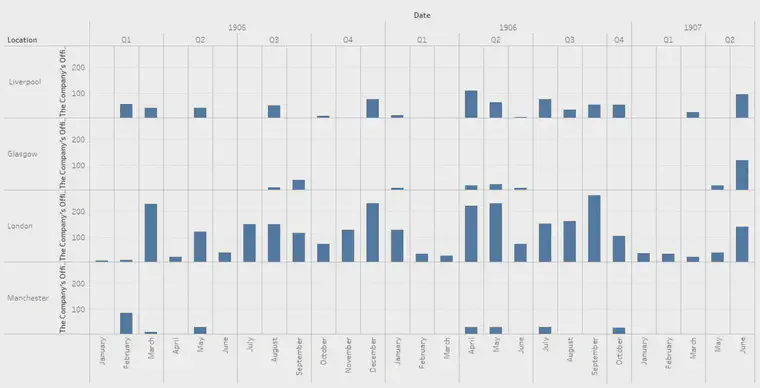 Date
1905 1906 1907
Location Q1 Q2 Q3 Q4 Q1 Q2 Q3 Q4 Q1 Q2
Liverpool
The Company's Offi..
200
100
Glasgow
The Company's Offi..
200
100
London
The Company's Offi..
200
100
Manchester
The Company's Offi..
200
100
January February March April May June July August September October November December January February March April May June July August September October January February March May June